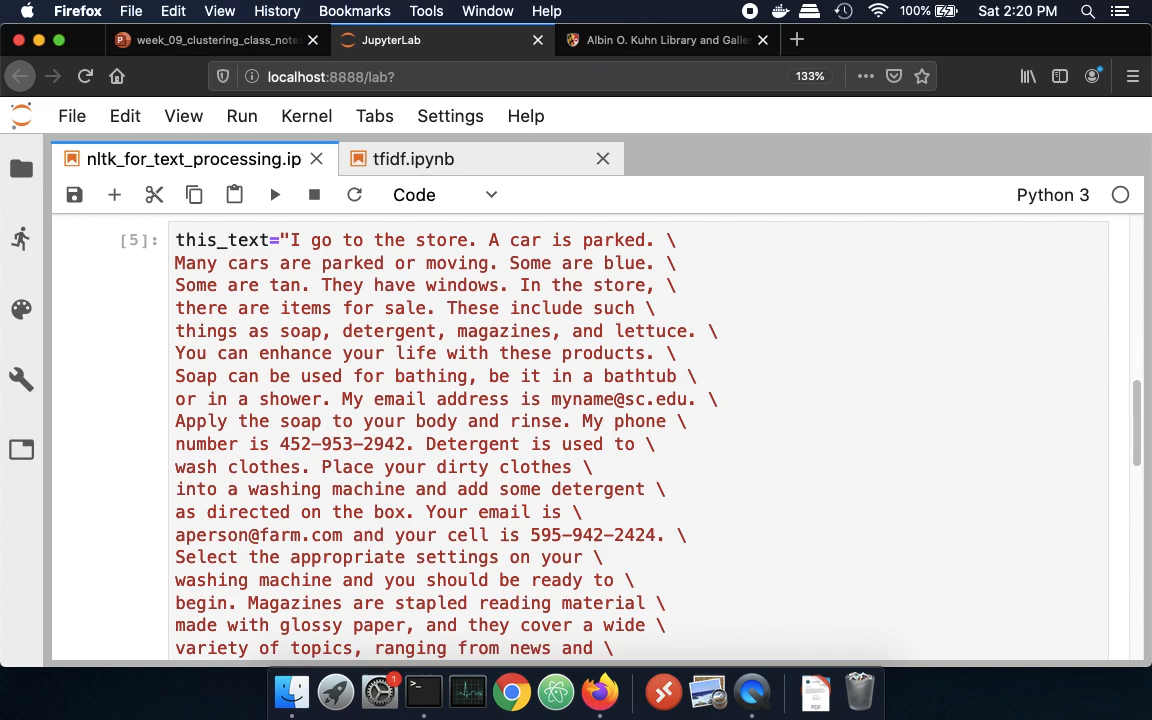 Firefox File Edit View History Bookmarks Tools Window Help 100% Sat 2:20 PM
week_09_clustering_class_note JupyterLab Albin O. Kuhn Library and Galle
localhost:8888/lab? 133%
File Edit View Run Kernel Tabs Settings Help
nltk_for_text_processing.ip tfidf.ipynb
Code Python 3
[5]: this_text="I go to the store. A car is parked. \
Many cars are parked or moving. Some are blue. \
Some are tan. They have windows. In the store, \
there are items for sale. These include such \
things as soap, detergent, magazines, and lettuce. \
You can enhance your life with these products. \
Soap can be used for bathing, be it in a bathtub \
or in a shower. My email address is myname@sc.edu. \
Apply the soap to your body and rinse. My phone \
number is 452-953-2942. Detergent is used to \
wash clothes. Place your dirty clothes \
into a washing machine and add some detergent \
as directed on the box. Your email is \
aperson@farm.com and your cell is 595-942-2424. \
Select the appropriate settings on your \
washing machine and you should be ready to \
begin. Magazines are stapled reading material \
made with glossy paper, and they cover a wide \
variety of topics, ranging from news and \
1
PDF